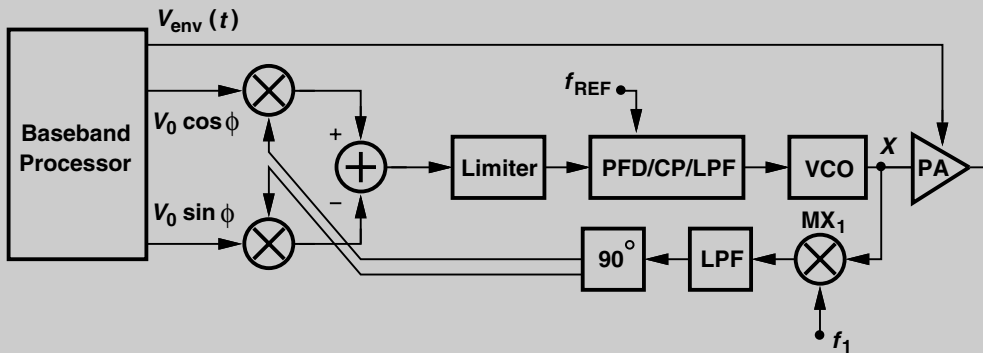 V_env (t)
V_0 cos ϕ
Baseband
Processor
V_0 sin ϕ
+
−
f_REF
Limiter
PFD/CP/LPF
VCO
X
PA
90°
LPF
MX_1
f_1